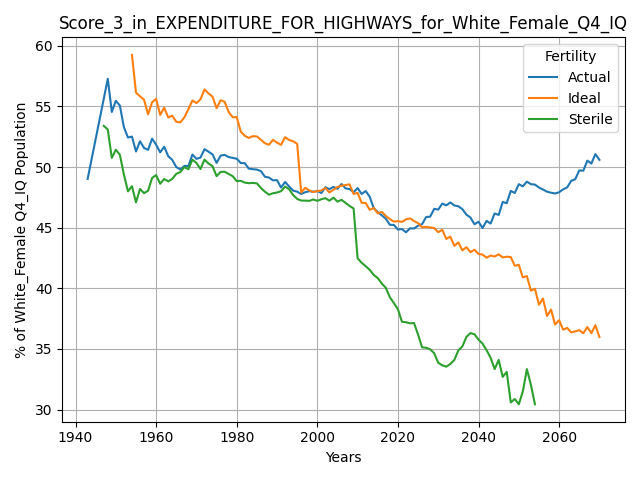 Score_3_in_EXPENDITURE_FOR_HIGHWAYS_for_White_Female_Q4_IQ
Fertility
Actual
Ideal
Sterile
% of White_Female Q4_IQ Population
60
55
50
45
40
35
30
1940
1960
1980
2000
2020
2040
2060
Years